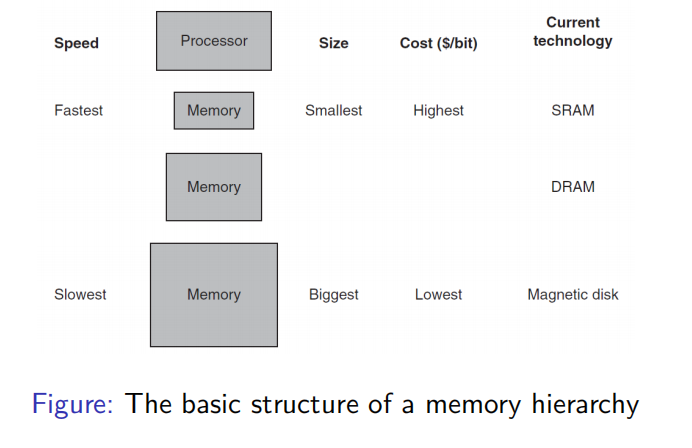 Speed Processor Size Cost ($/bit) Current
technology
Fastest Memory Smallest Highest SRAM
Memory DRAM
Slowest Memory Biggest Lowest Magnetic disk
Figure: The basic structure of a memory hierarchy